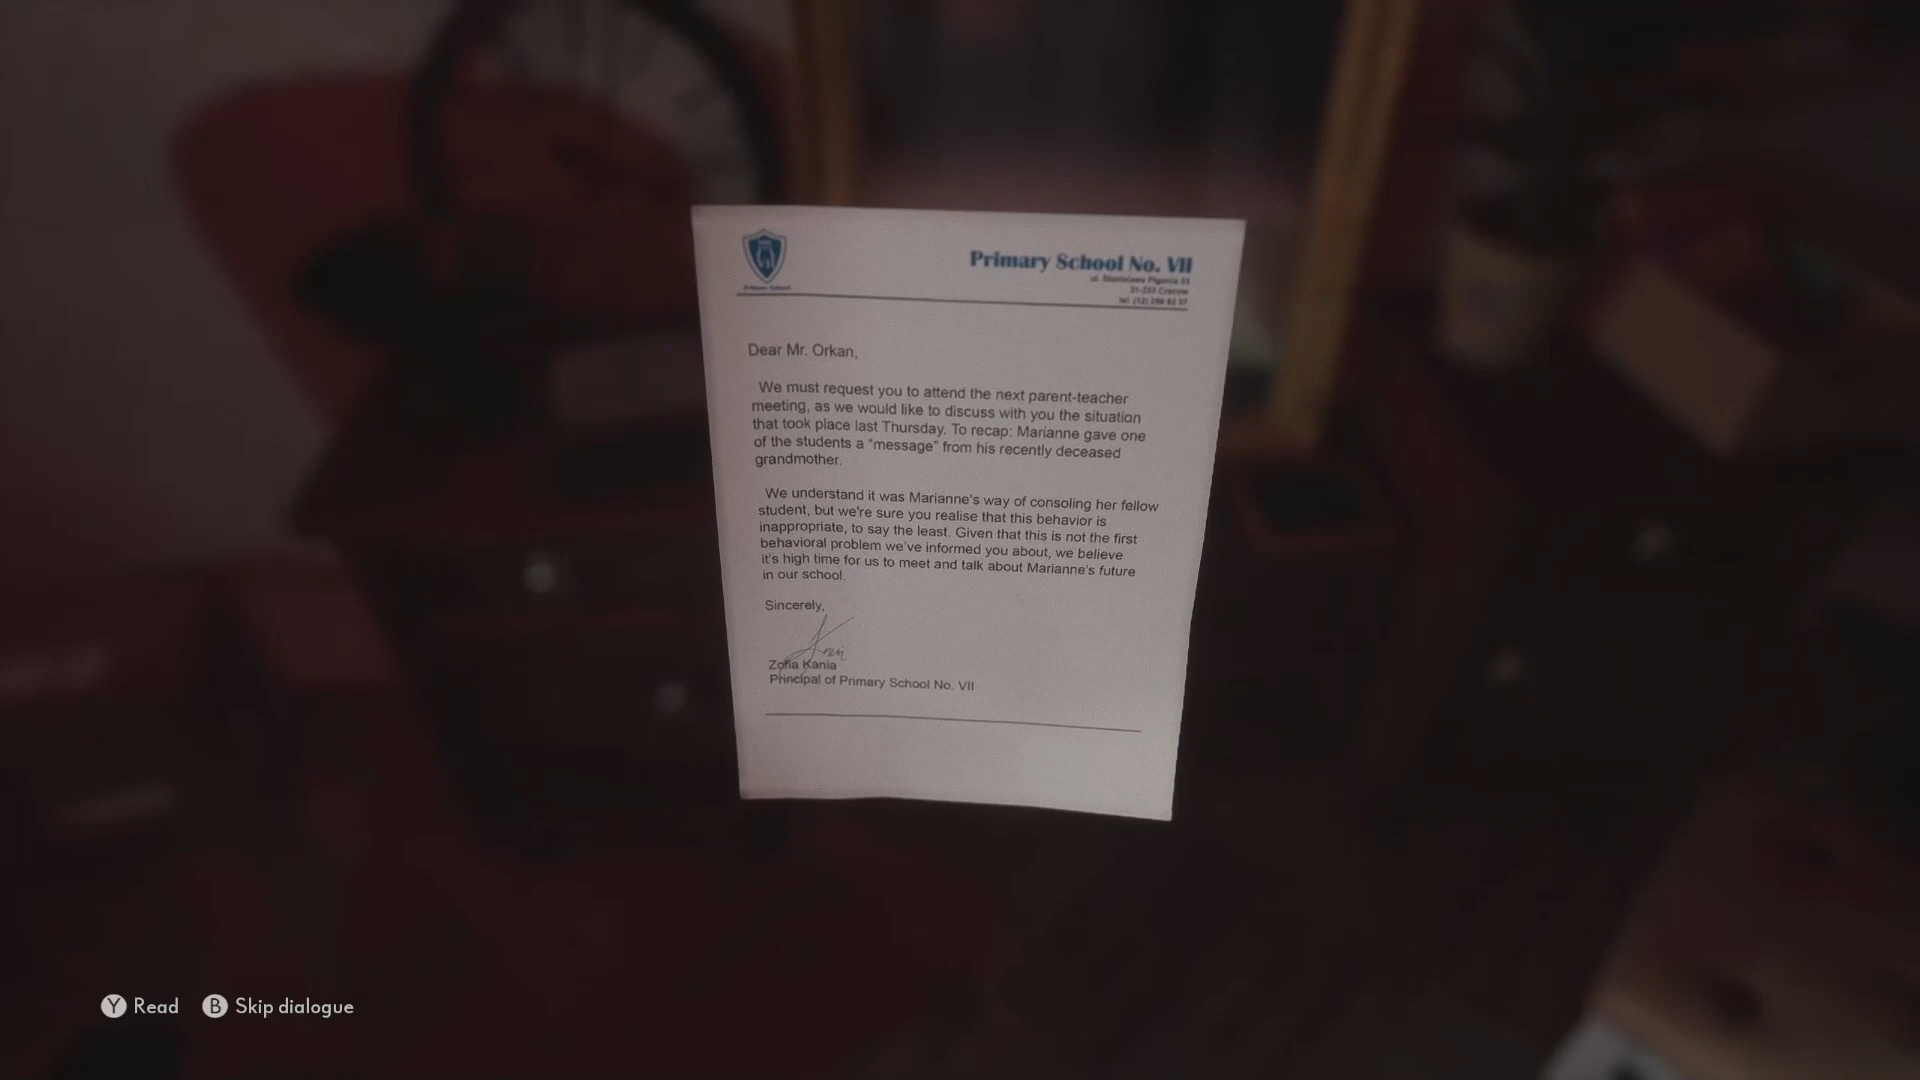 Primary School No. VII
31-233 Cracow
Primary School
Dear Mr. Orkan,
We must request you to attend the next parent-teacher
meeting, as we would like to discuss with you the situation
that took place last Thursday. To recap: Marianne gave one
of the students a "message" from his recently deceased
grandmother.
We understand it was Marianne's way of consoling her fellow
student, but we're sure you realise that this behavior is
inappropriate, to say the least. Given that this is not the first
behavioral problem we've informed you about, we believe
it's high time for us to meet and talk about Marianne's future
in our school.
Sincerely,
Zofia Kania
Principal of Primary School No. VII
Y Read B Skip dialogue